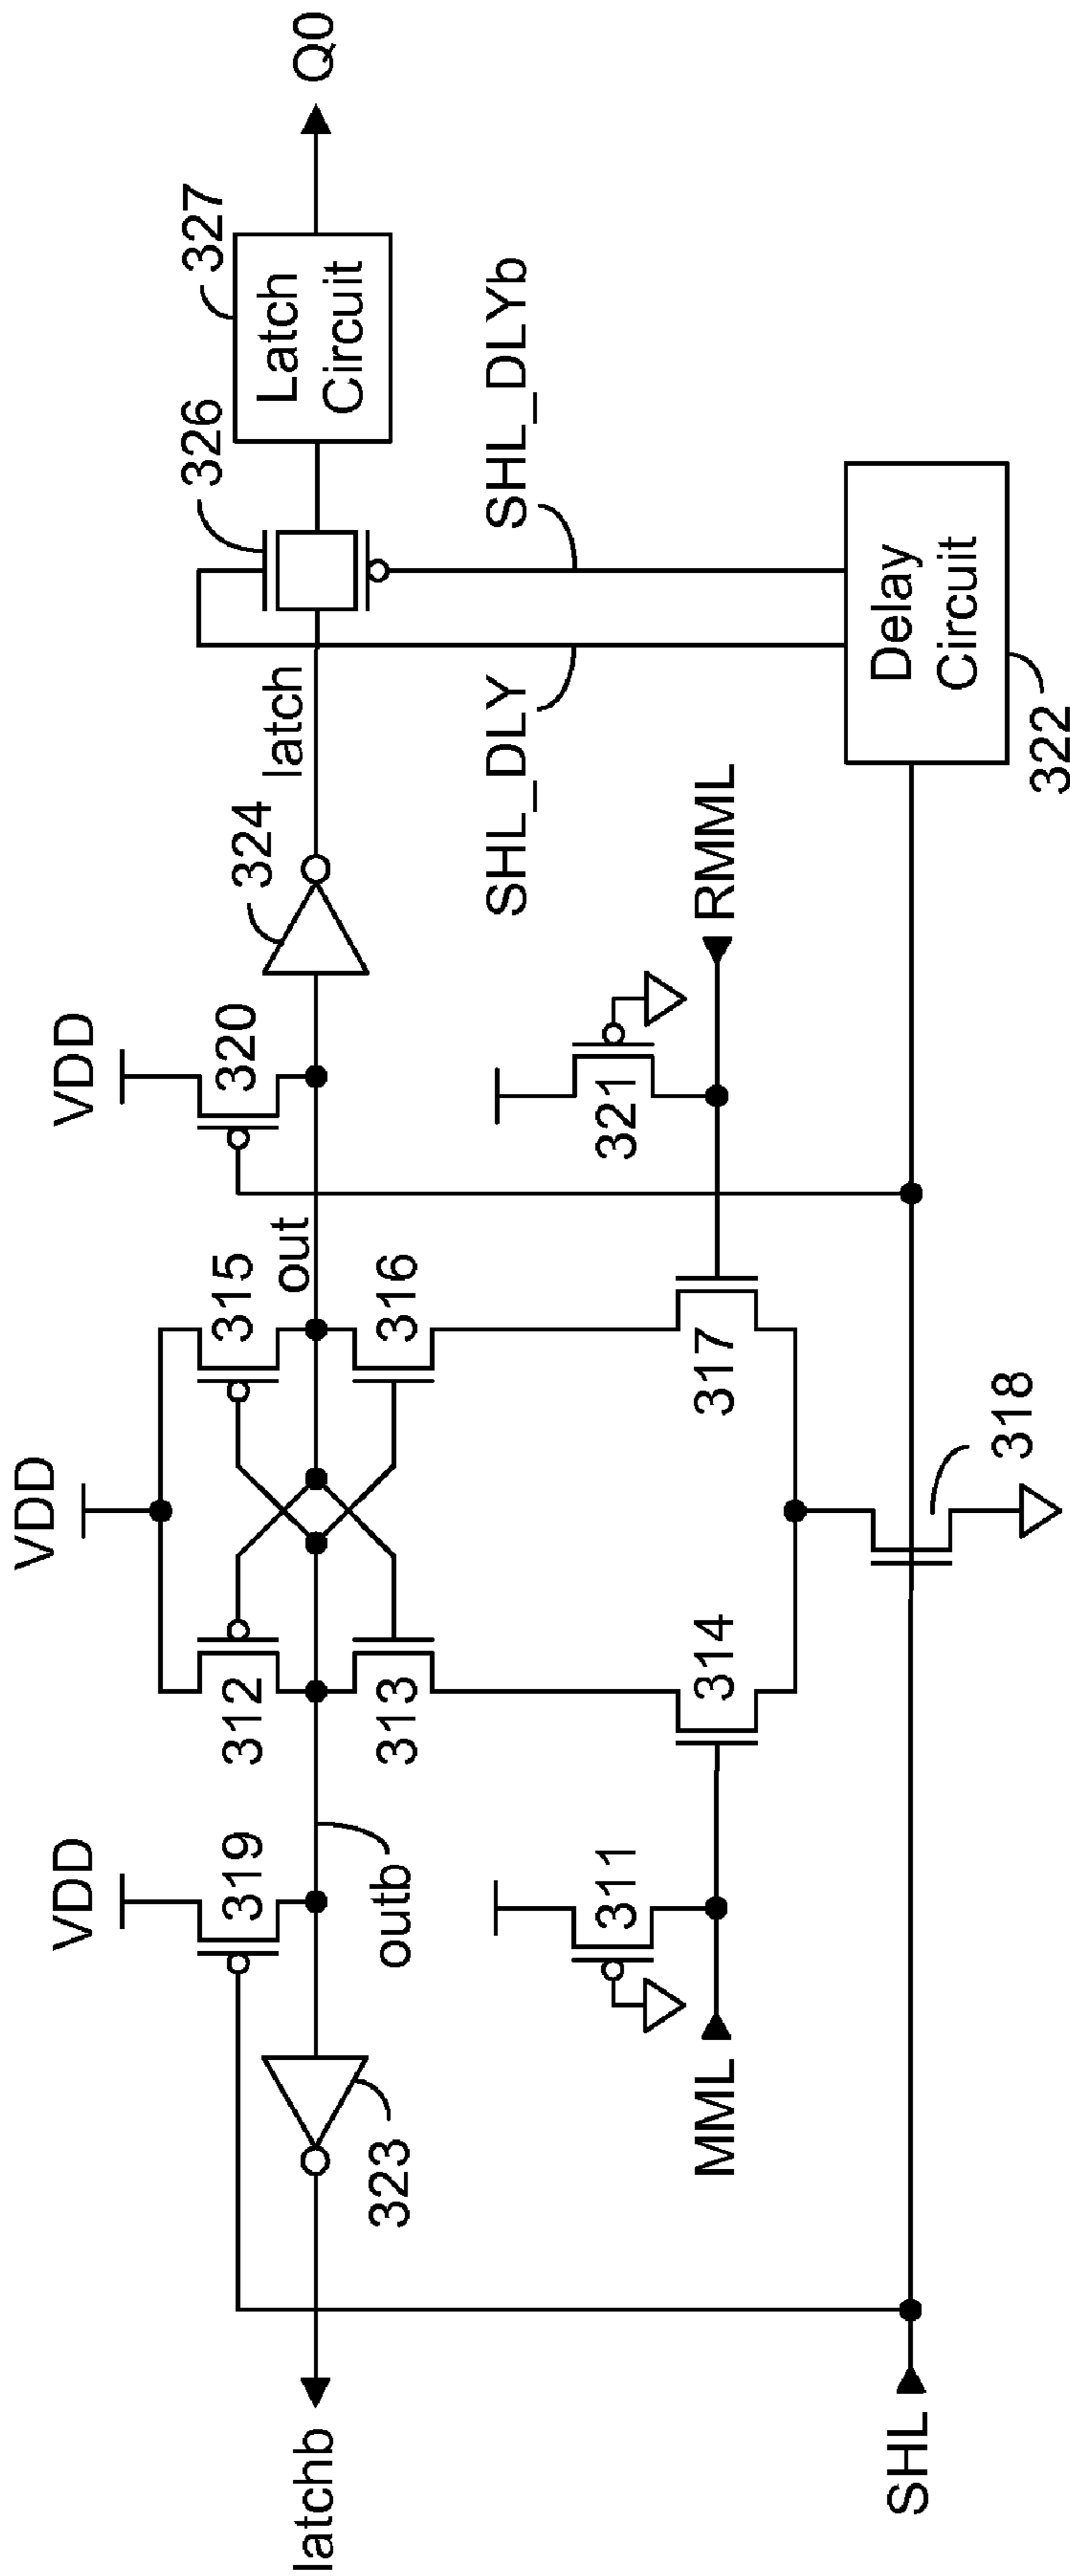 VDD
VDD
VDD
319
312
315
320
324
326
327
latchb
323
outb
313
out
316
latch
Latch
Circuit
Q0
MML
311
314
317
321
RMML
SHL_DLY
SHL_DLYb
SHL
318
Delay
Circuit
322